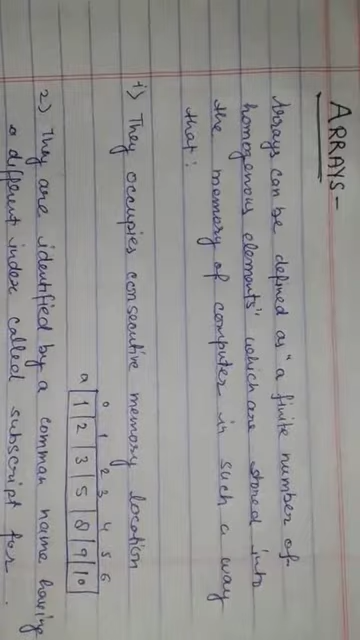 ARRAYS-
Arrays can be defined as "a finite number of
homogenous elements" which are stored into
the memory of computer in such a way
that:
1) They occupies consecutive memory location
0 1 2 3 4 5 6
a 1 2 3 5 8 9 10
2) They are identified by a common name having
a different index called subscript for.